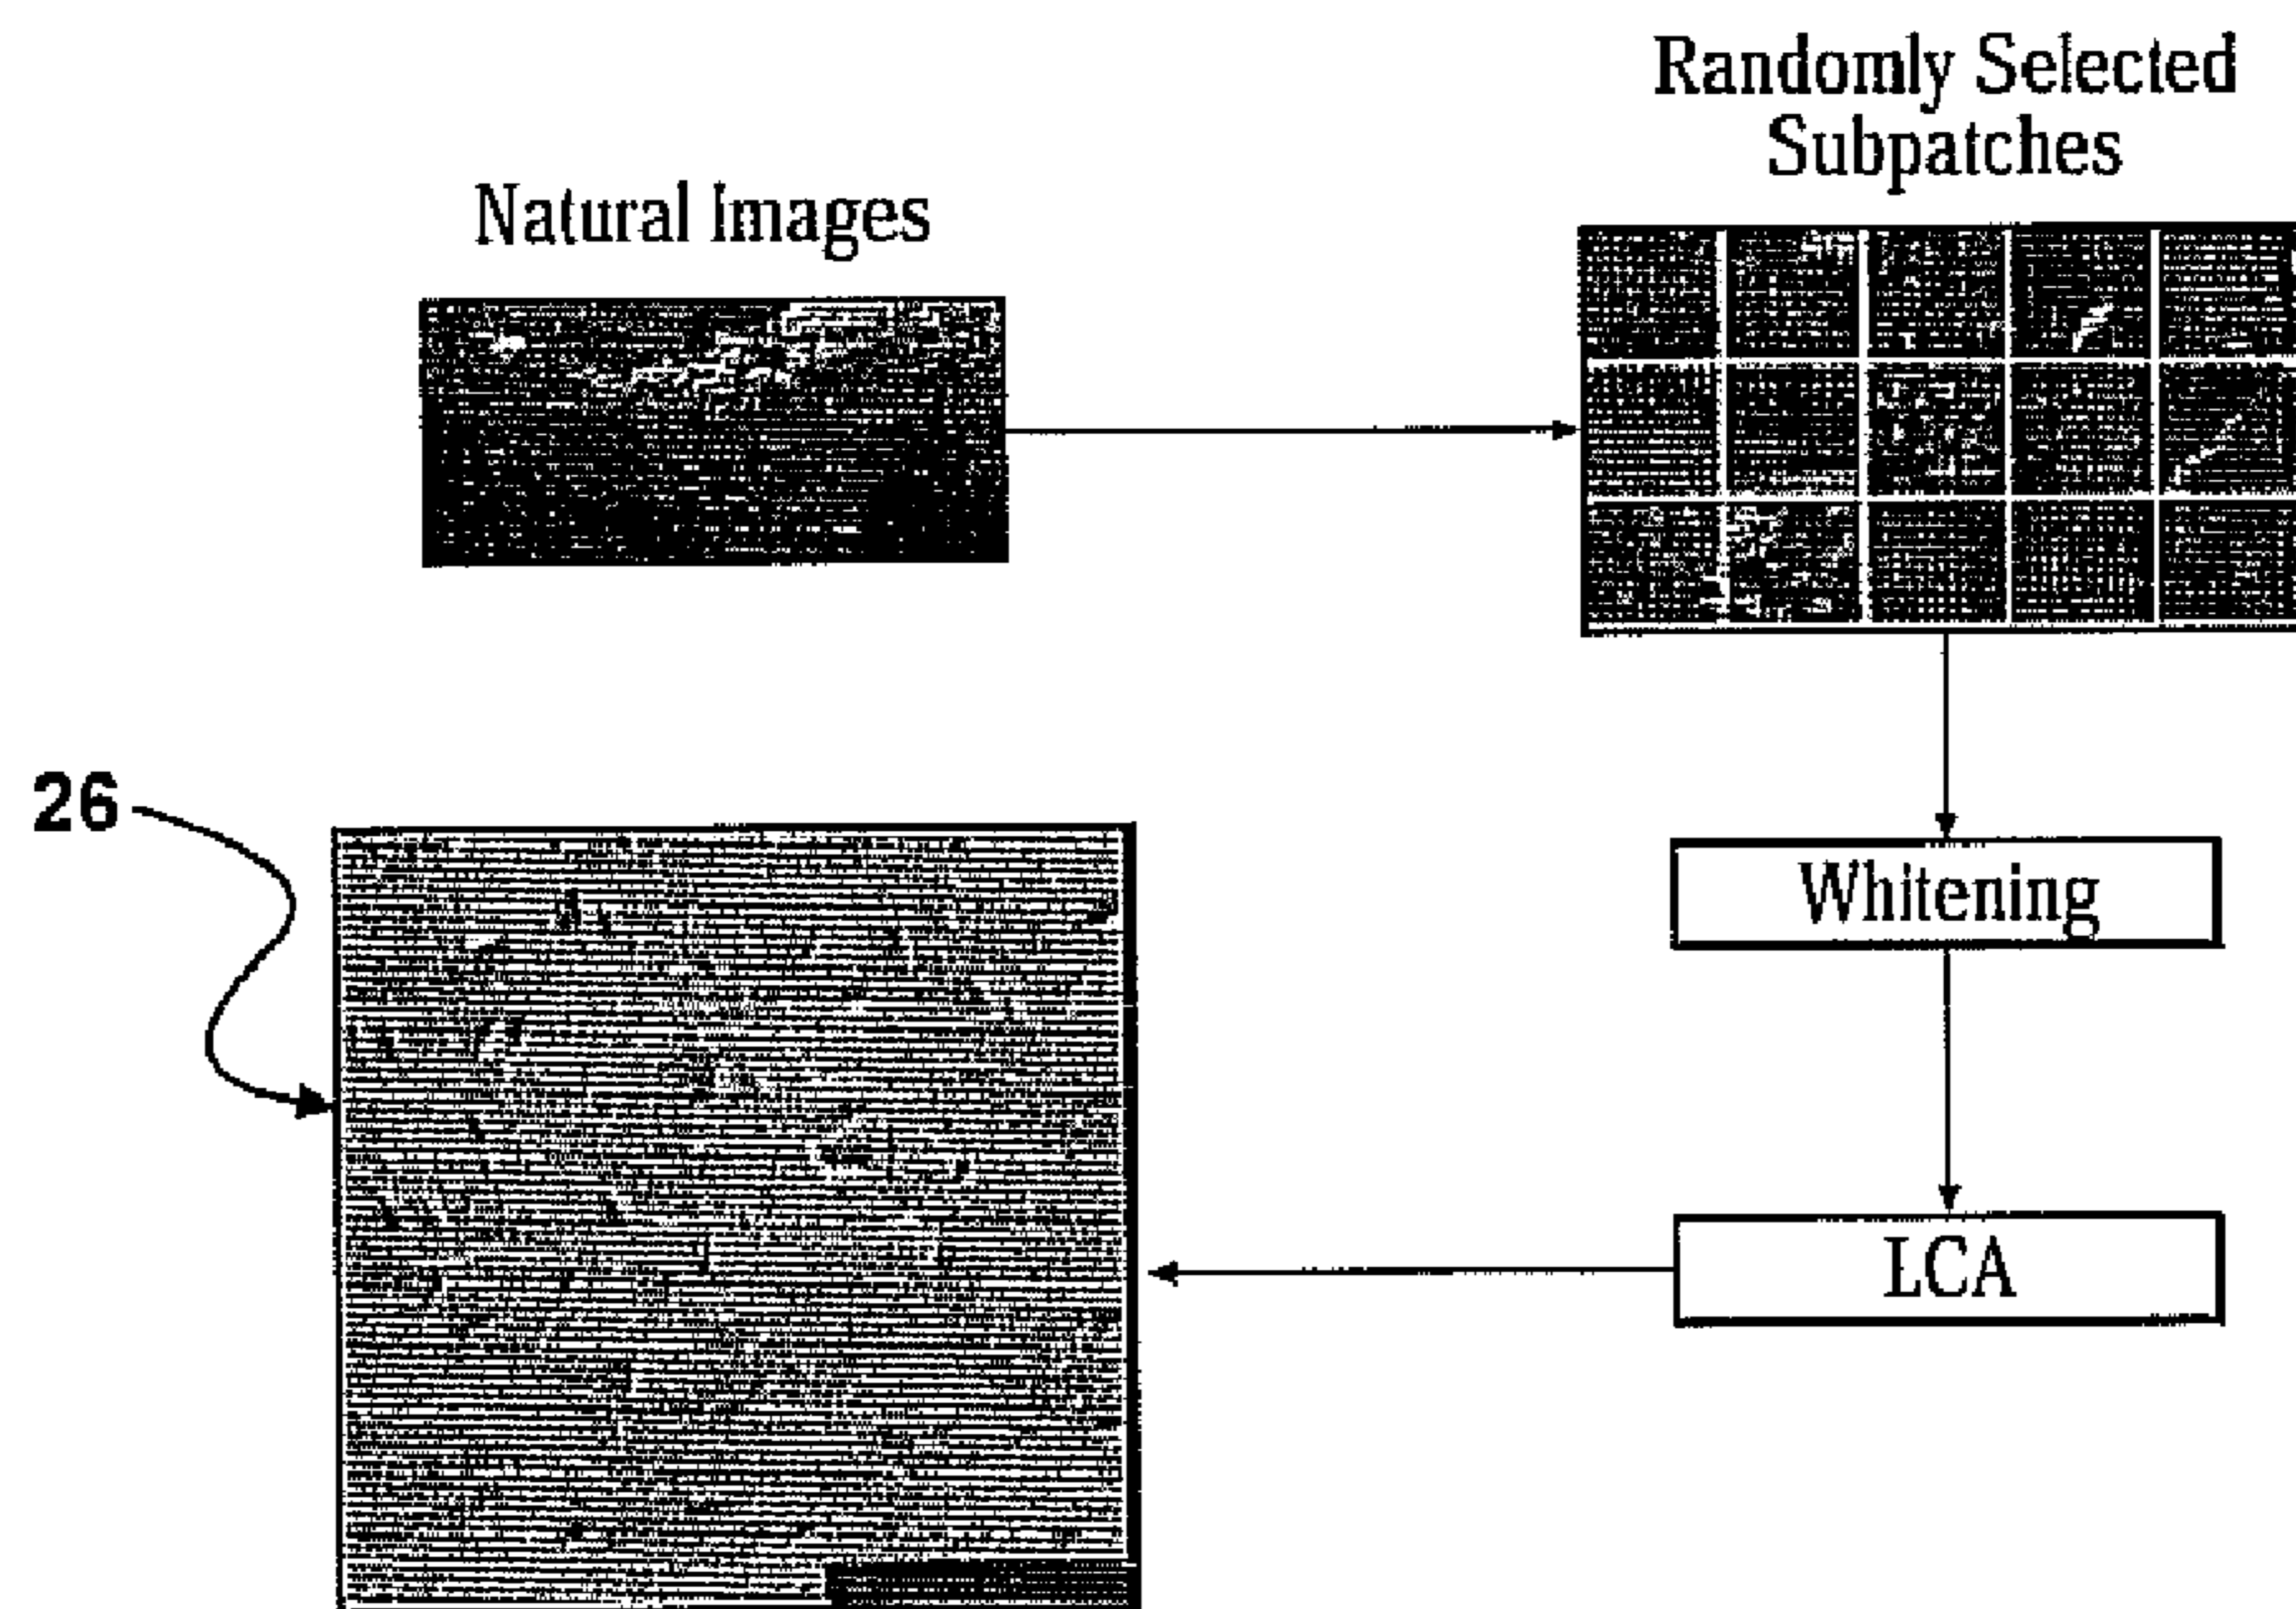 Randomly Selected
Subpatches
Natural Images
26
Whitening
LCA